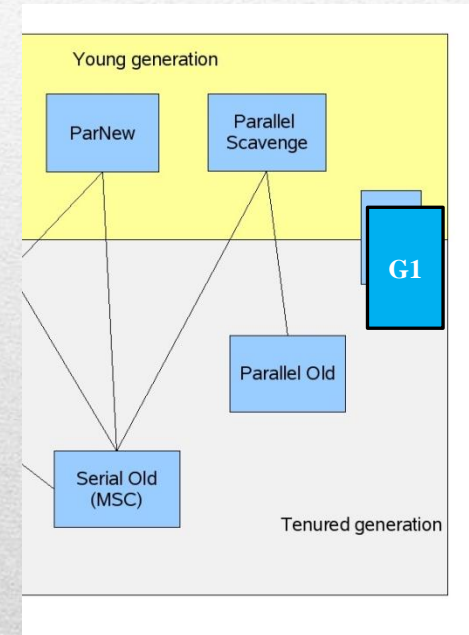 Young generation
ParNew
Parallel
Scavenge
G1
Parallel Old
Serial Old
(MSC)
Tenured generation